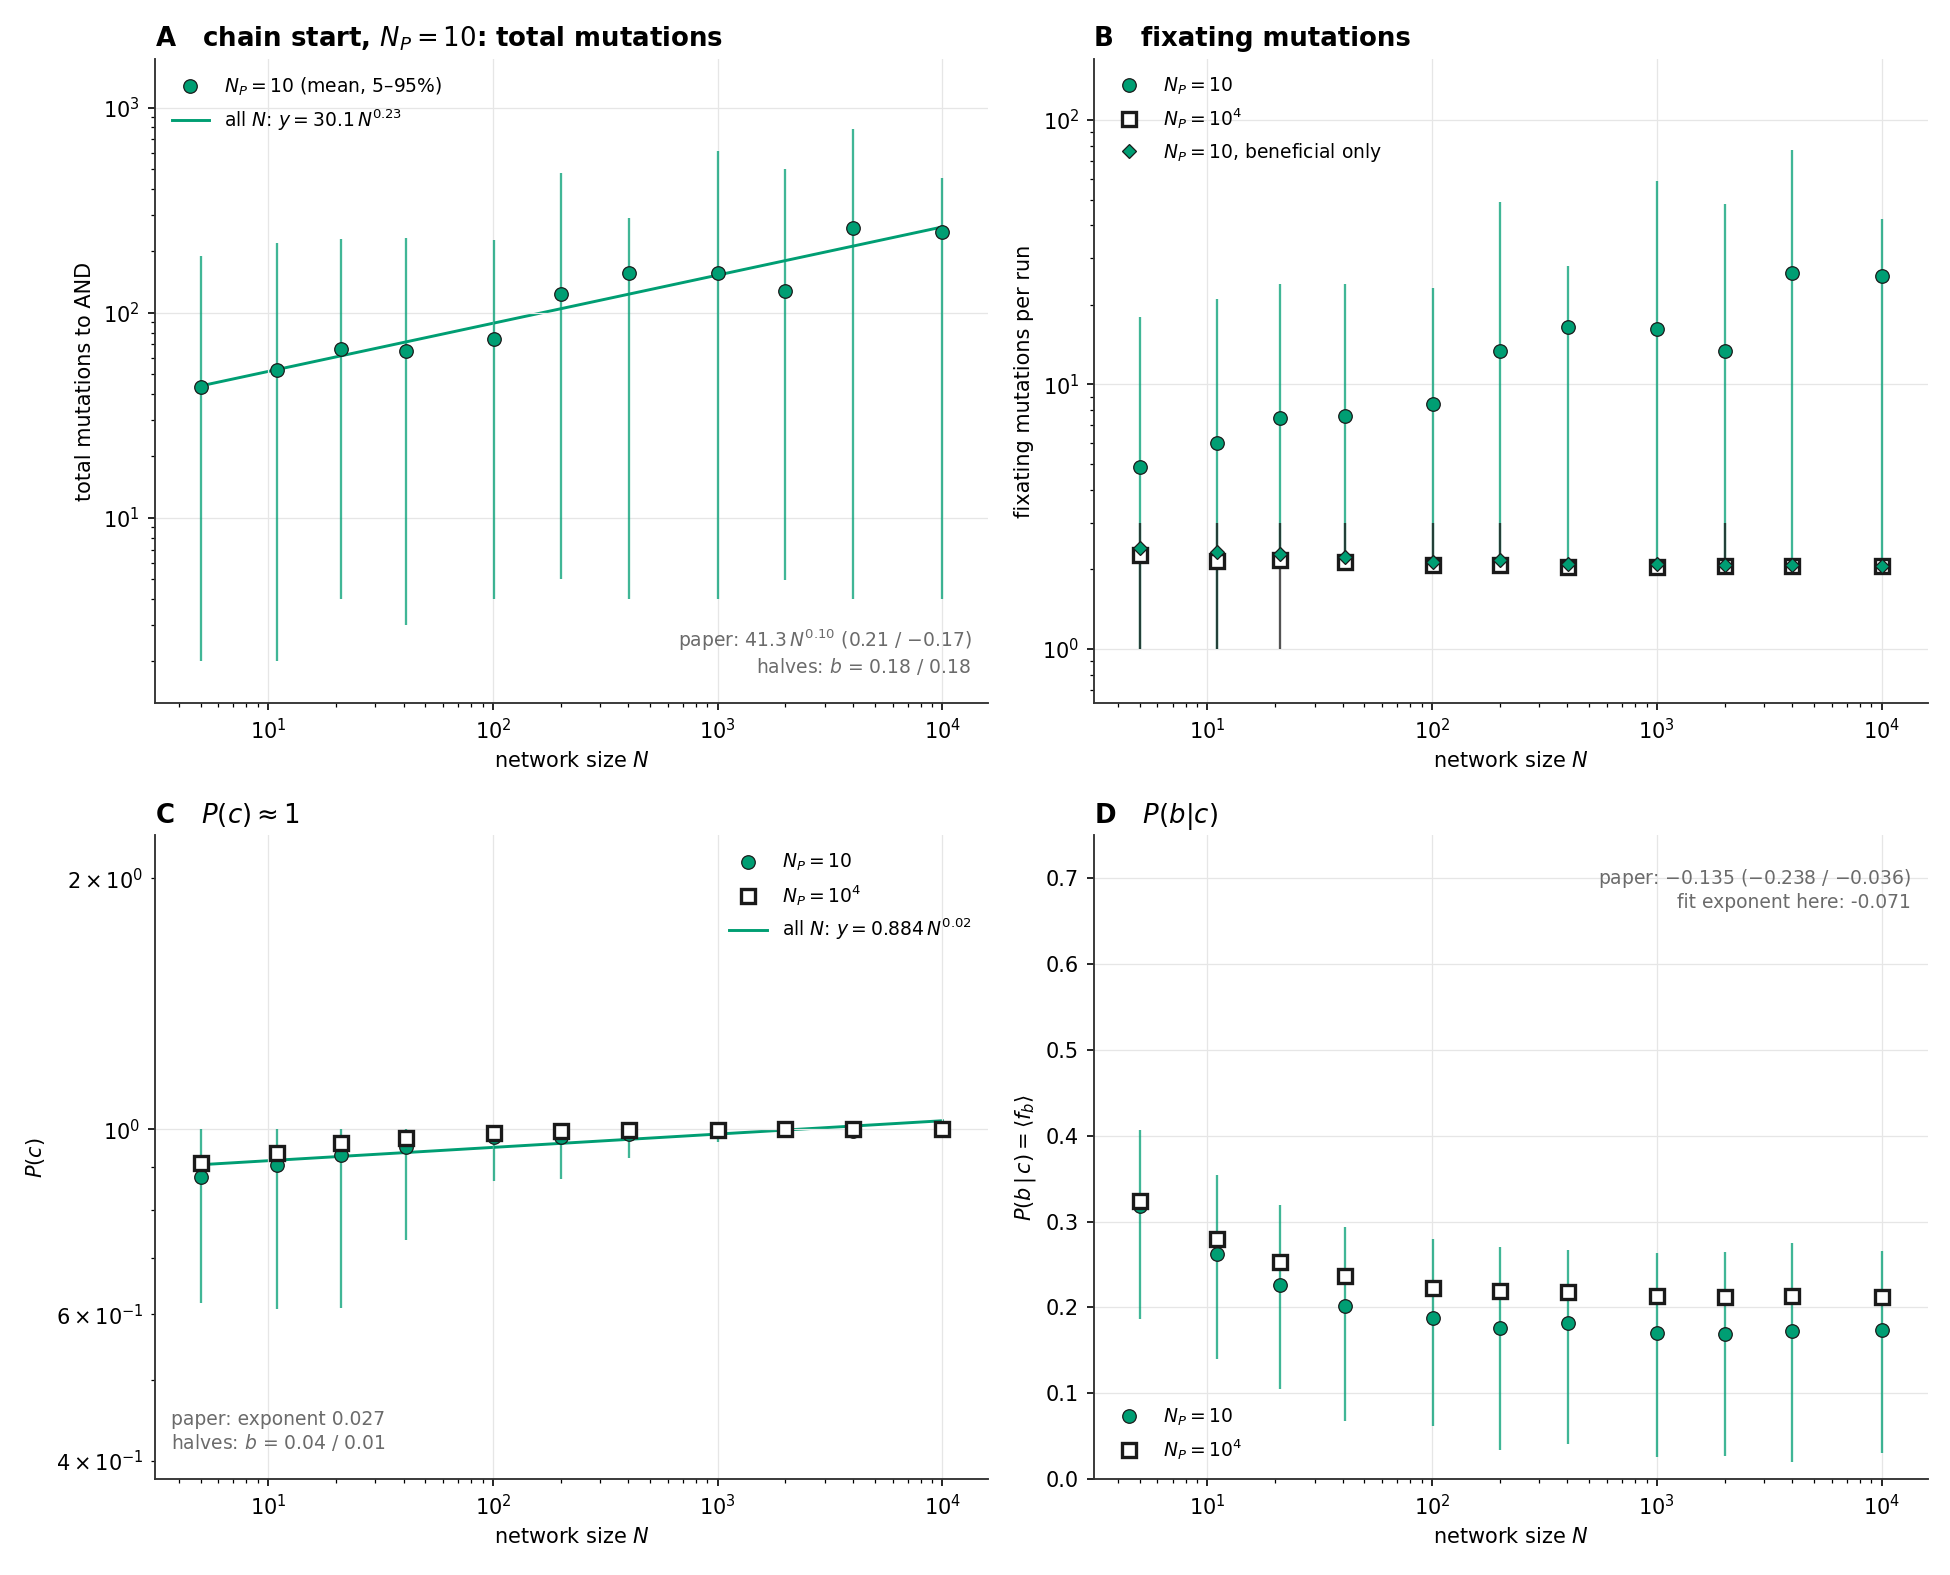 A chain start, N_P = 10: total mutations
N_P = 10 (mean, 5–95%)
all N: y = 30.1 N^0.23
10^3
10^2
10^1
total mutations to AND
paper: 41.3 N^0.10 (0.21 / −0.17)
halves: b = 0.18 / 0.18
10^1 10^2 10^3 10^4
network size N
B fixating mutations
N_P = 10
N_P = 10^4
N_P = 10, beneficial only
10^2
10^1
10^0
fixating mutations per run
10^1 10^2 10^3 10^4
network size N
C P(c) ≈ 1
N_P = 10
N_P = 10^4
all N: y = 0.884 N^0.02
2 × 10^0
10^0
6 × 10^−1
4 × 10^−1
P(c)
paper: exponent 0.027
halves: b = 0.04 / 0.01
10^1 10^2 10^3 10^4
network size N
D P(b|c)
paper: −0.135 (−0.238 / −0.036)
fit exponent here: -0.071
0.7
0.6
0.5
0.4
0.3
0.2
0.1
0.0
P(b | c) = ⟨f_b⟩
N_P = 10
N_P = 10^4
10^1 10^2 10^3 10^4
network size N